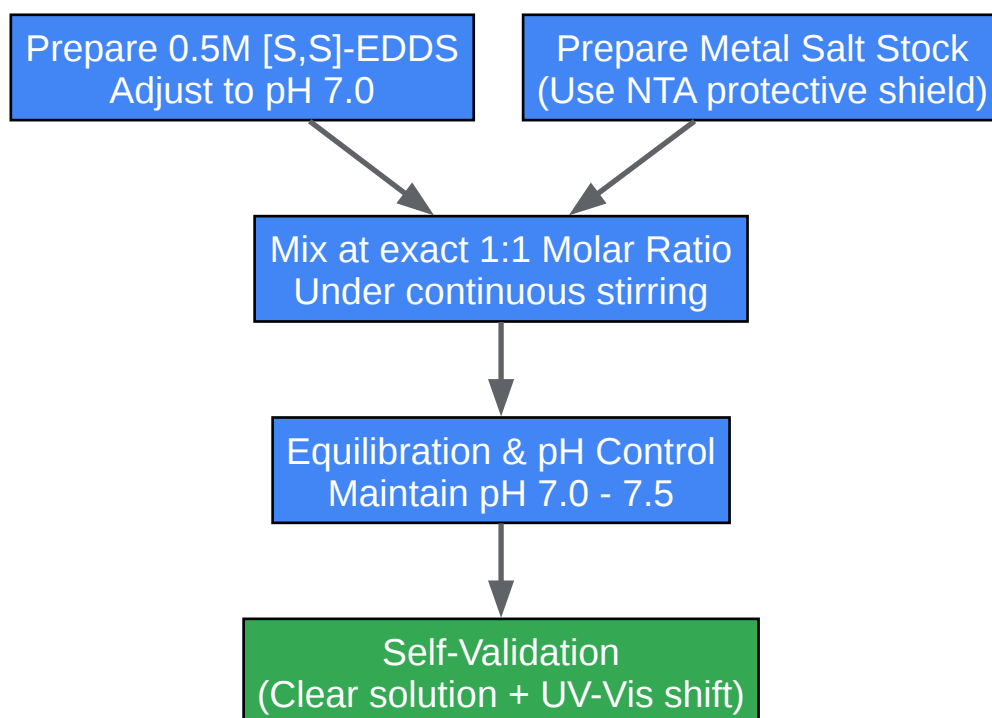 Prepare 0.5M [S,S]-EDDS
Adjust to pH 7.0
Prepare Metal Salt Stock
(Use NTA protective shield)
Mix at exact 1:1 Molar Ratio
Under continuous stirring
Equilibration & pH Control
Maintain pH 7.0 - 7.5
Self-Validation
(Clear solution + UV-Vis shift)